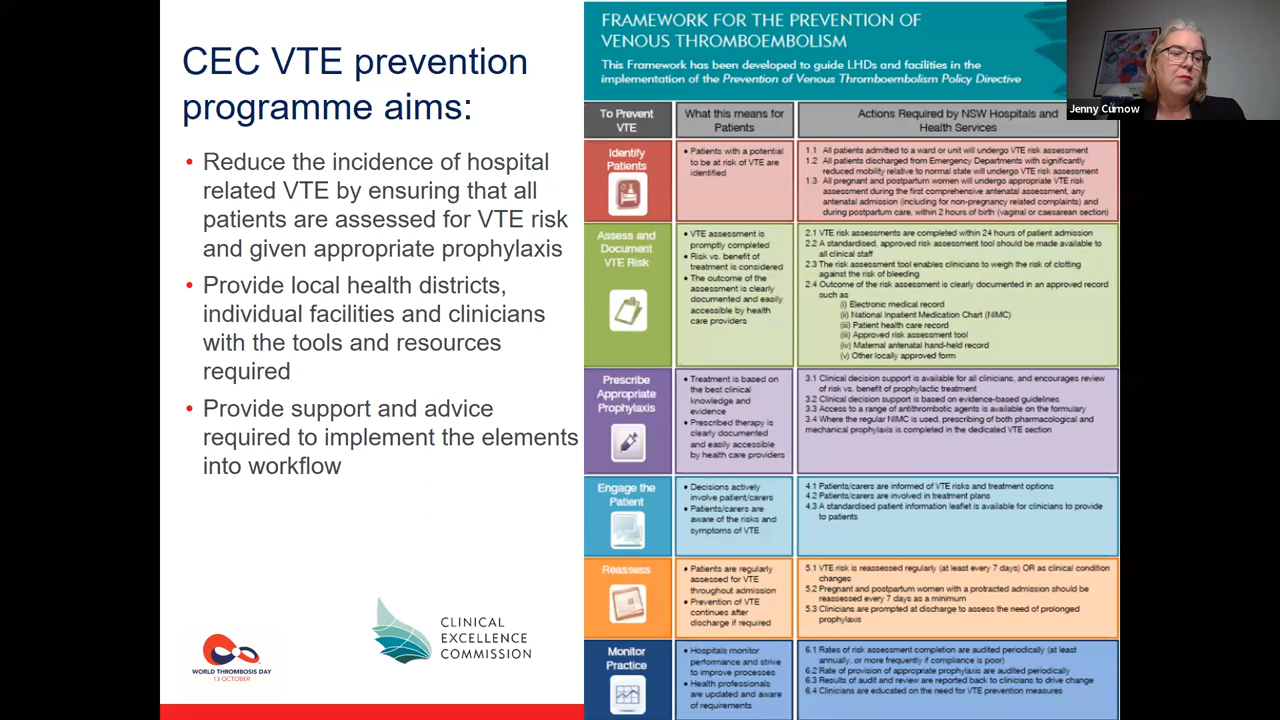 CEC VTE prevention
programme aims:
• Reduce the incidence of hospital
related VTE by ensuring that all
patients are assessed for VTE risk
and given appropriate prophylaxis
• Provide local health districts,
individual facilities and clinicians
with the tools and resources
required
• Provide support and advice
required to implement the elements
into workflow
WORLD THROMBOSIS DAY
13 OCTOBER
CLINICAL
EXCELLENCE
COMMISSION
FRAMEWORK FOR THE PREVENTION OF
VENOUS THROMBOEMBOLISM
This Framework has been developed to guide LHDs and facilities in the
implementation of the Prevention of Venous Thromboembolism Policy Directive
Jenny Curnow
To Prevent
VTE
What this means for
Patients
Actions Required by NSW Hospitals and
Health Services
Identify
Patients
• Patients with a potential
to be at risk of VTE are
identified
1.1 All patients admitted to a ward or unit will undergo VTE risk assessment
1.2 All patients discharged from Emergency Departments with significantly
reduced mobility relative to normal state will undergo VTE risk assessment
1.3 All pregnant and postpartum women will undergo appropriate VTE risk
assessment during the first comprehensive antenatal assessment, any
antenatal admission (including for non-pregnancy related complaints) and
during postpartum care, within 2 hours of birth (vaginal or caesarean section)
Assess and
Document
VTE Risk
• VTE assessment is
promptly completed
• Risk vs. benefit of
treatment is considered
• The outcome of the
assessment is clearly
documented and easily
accessible by health
care providers
2.1 VTE risk assessments are completed within 24 hours of patient admission
2.2 A standardised, approved risk assessment tool should be made available to
all clinical staff
2.3 The risk assessment tool enables clinicians to weigh the risk of clotting
against the risk of bleeding
2.4 Outcome of the risk assessment is clearly documented in an approved record
such as
(i) Electronic medical record
(ii) National Inpatient Medication Chart (NIMC)
(iii) Patient health care record
(iii) Approved risk assessment tool
(iv) Maternal antenatal hand-held record
(v) Other locally approved form
Prescribe
Appropriate
Prophylaxis
• Treatment is based on
the best clinical
knowledge and
evidence
• Prescribed therapy is
clearly documented
and easily accessible
by health care providers
3.1 Clinical decision support is available for all clinicians, and encourages review
of risk vs. benefit of prophylactic treatment
3.2 Clinical decision support is based on evidence-based guidelines
3.3 Access to a range of antithrombotic agents is available on the formulary
3.4 Where the regular NIMC is used, prescribing of both pharmacological and
mechanical prophylaxis is completed in the dedicated VTE section
Engage the
Patient
• Decisions actively
involve patient/carers
• Patients/carers are
aware of the risks and
symptoms of VTE
4.1 Patients/carers are informed of VTE risks and treatment options
4.2 Patients/carers are involved in treatment plans
4.3 A standardised patient information leaflet is available for clinicians to provide
to patients
Reassess
• Patients are regularly
assessed for VTE
throughout admission
• Prevention of VTE
continues after
discharge if required
5.1 VTE risk is reassessed regularly (at least every 7 days) OR as clinical condition
changes
5.2 Pregnant and postpartum women with a protracted admission should be
reassessed every 7 days as a minimum
5.3 Clinicians are prompted at discharge to assess the need of prolonged
prophylaxis
Monitor
Practice
• Hospitals monitor
performance and strive
to improve processes
• Health professionals
are updated and aware
of requirements
6.1 Rates of risk assessment completion are audited periodically (at least
annually, or more frequently if compliance is poor)
6.2 Rate of provision of appropriate prophylaxis are audited periodically
6.3 Results of audit and review are reported back to clinicians to drive change
6.4 Clinicians are educated on the need for VTE prevention measures